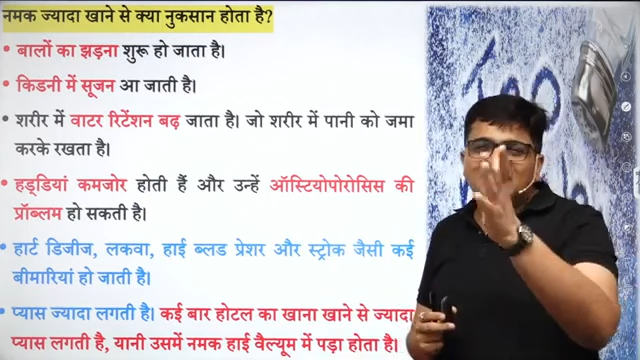 नमक ज्यादा खाने से क्या नुकसान होता है?
• बालों का झड़ना शुरू हो जाता है।
• किडनी में सूजन आ जाती है।
• शरीर में वाटर रिटेंशन बढ़ जाता है। जो शरीर में पानी को जमा
करके रखता है।
• हड्डियां कमजोर होती हैं और उन्हें ऑस्टियोपोरोसिस की
प्रॉब्लम हो सकती है।
• हार्ट डिजीज, लकवा, हाई ब्लड प्रेशर और स्ट्रोक जैसी कई
बीमारियां हो जाती है।
• प्यास ज्यादा लगती है। कई बार होटल का खाना खाने से ज्यादा
प्यास लगती है, यानी उसमें नमक हाई वैल्यूम में पड़ा होता है।